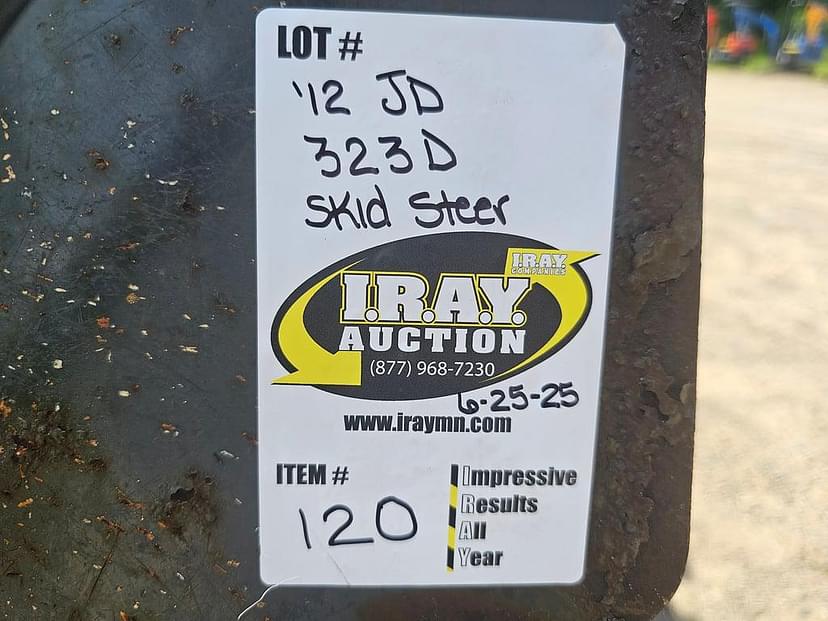 LOT #
'12 JD
323D
Skid Steer
I.R.A.Y.
COMPANIES
I.R.A.Y.
AUCTION
(877) 968-7230
6-25-25
www.iraymn.com
ITEM #
120
Impressive
Results
All
Year